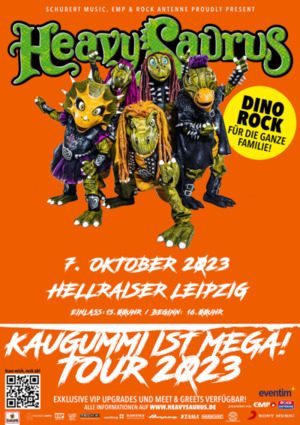 SCHUBERT MUSIC, EMP & ROCK ANTENNE PROUDLY PRESENT
HeavySaurus
DINO
ROCK
FÜR DIE GANZE
FAMILIE!
7. OKTOBER 2023
HELLRAISER LEIPZIG
EINLASS: 15.00UHR / BEGINN: 16.00UHR
KAUGUMMI IST MEGA!
TOUR 2023
EXKLUSIVE VIP UPGRADES UND MEET & GREETS VERFÜGBAR!
ALLE INFORMATIONEN AUF WWW.HEAVYSAURUS.DE
eventim
EMP
SONY MUSIC